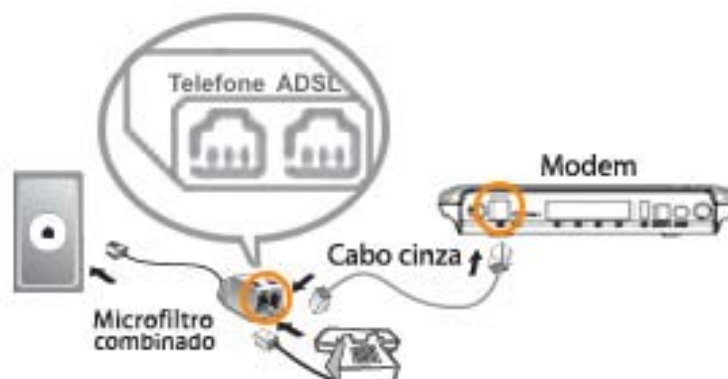 Telefone ADSL
Modem
Cabo cinza
Microfiltro
combinado